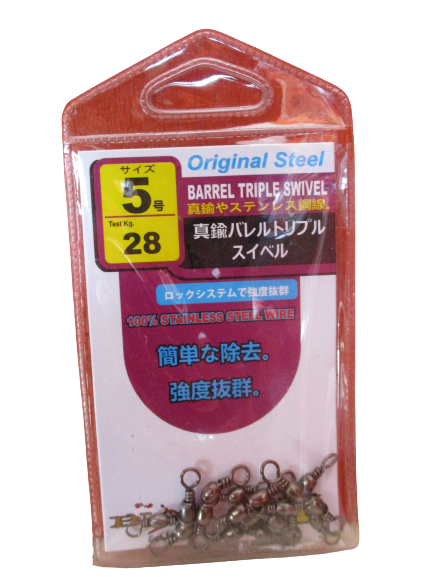 サイズ
5号
Test Kg.
28
Original Steel
BARREL TRIPLE SWIVEL
真鍮やステンレス鋼線。
真鍮バレルトリプル
スイベル
ロックシステムで強度抜群
100% STAINLESS STEEL WIRE
簡単な除去。
強度抜群。